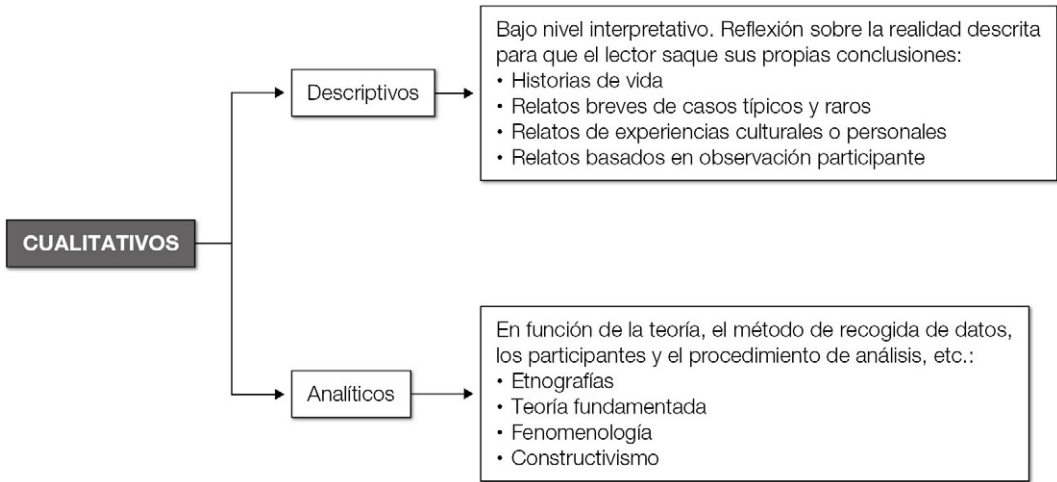 CUALITATIVOS
Descriptivos
Bajo nivel interpretativo. Reflexión sobre la realidad descrita
para que el lector saque sus propias conclusiones:
• Historias de vida
• Relatos breves de casos típicos y raros
• Relatos de experiencias culturales o personales
• Relatos basados en observación participante
Analíticos
En función de la teoría, el método de recogida de datos,
los participantes y el procedimiento de análisis, etc.:
• Etnografías
• Teoría fundamentada
• Fenomenología
• Constructivismo